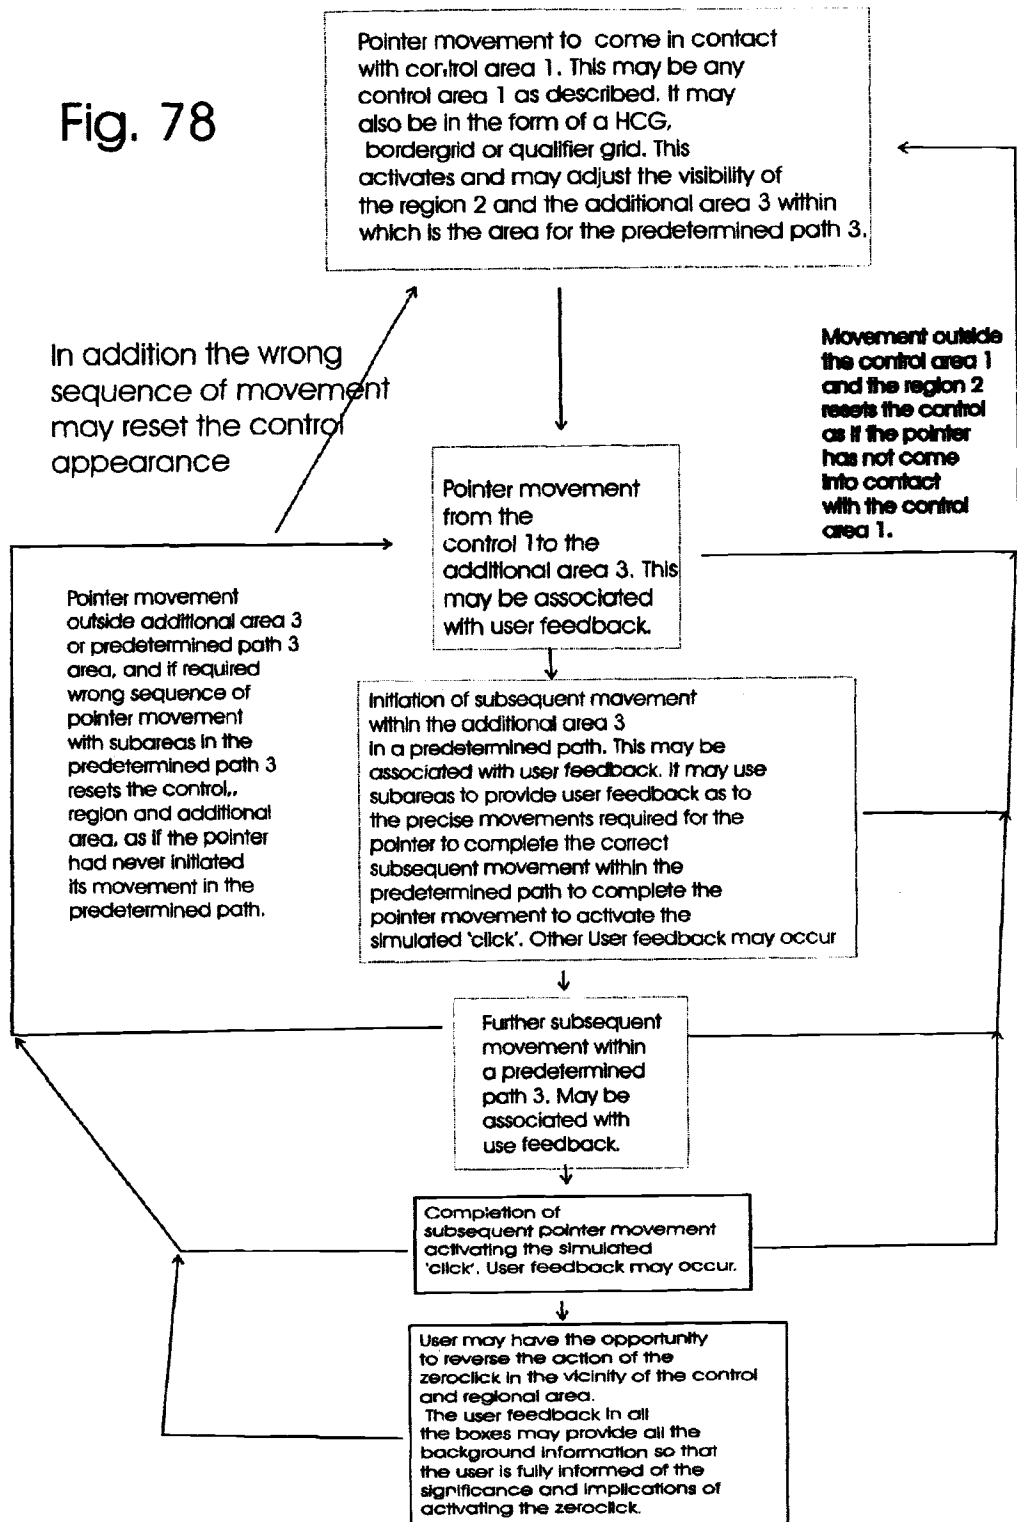 Fig. 78
Pointer movement to come in contact
with control area 1. This may be any
control area 1 as described. It may
also be in the form of a HCG,
bordergrid or qualifier grid. This
activates and may adjust the visibility of
the region 2 and the additional area 3 within
which is the area for the predetermined path 3.
In addition the wrong
sequence of movement
may reset the control
appearance
Movement outside
the control area 1
and the region 2
resets the control
as if the pointer
has not come
into contact
with the control
area 1.
Pointer movement
from the
control 1to the
additional area 3. This
may be associated
with user feedback.
Pointer movement
outside additional area 3
or predetermined path 3
area, and if required
wrong sequence of
pointer movement
with subareas in the
predetermined path 3
resets the control,,
region and additional
area, as if the pointer
had never initiated
its movement in the
predetermined path.
Initiation of subsequent movement
within the additional area 3
in a predetermined path. This may be
associated with user feedback. It may use
subareas to provide user feedback as to
the precise movements required for the
pointer to complete the correct
subsequent movement within the
predetermined path to complete the
pointer movement to activate the
simulated 'click'. Other User feedback may occur
Further subsequent
movement within
a predetermined
path 3. May be
associated with
use feedback.
Completion of
subsequent pointer movement
activating the simulated
'click'. User feedback may occur.
User may have the opportunity
to reverse the action of the
zeroclick in the vicinity of the control
and regional area.
The user feedback in all
the boxes may provide all the
background information so that
the user is fully informed of the
significance and implications of
activating the zeroclick.